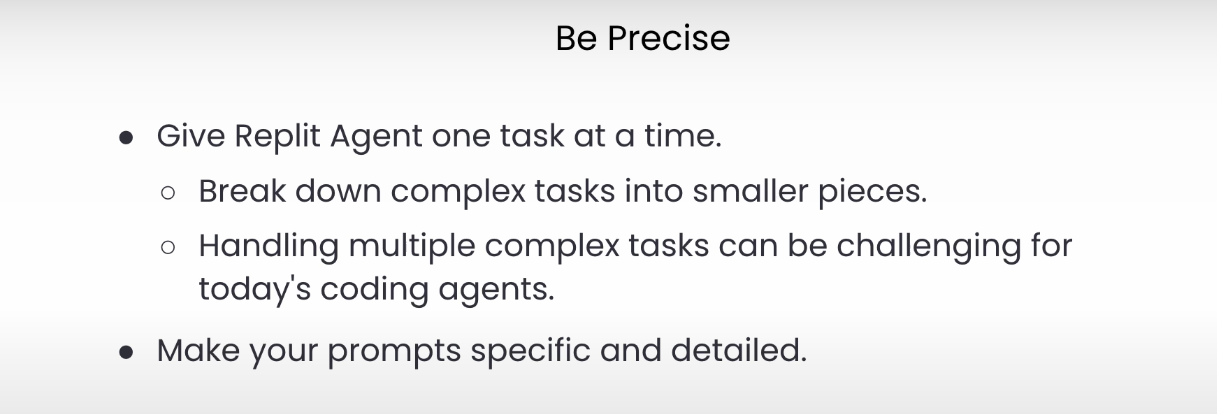 Be Precise
● Give Replit Agent one task at a time.
○ Break down complex tasks into smaller pieces.
○ Handling multiple complex tasks can be challenging for
today's coding agents.
● Make your prompts specific and detailed.